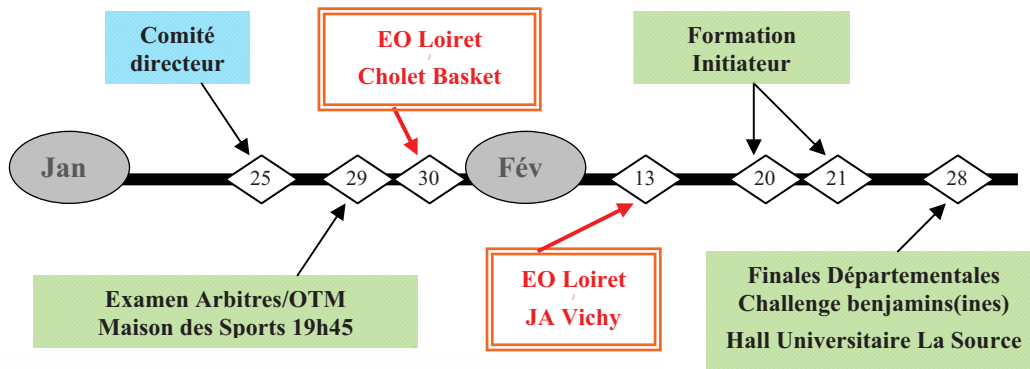 Comité
directeur
EO Loiret
/
Cholet Basket
Formation
Initiateur
Jan
25
29
30
Fév
13
20
21
28
Examen Arbitres/OTM
Maison des Sports 19h45
EO Loiret
/
JA Vichy
Finales Départementales
Challenge benjamins(ines)
Hall Universitaire La Source